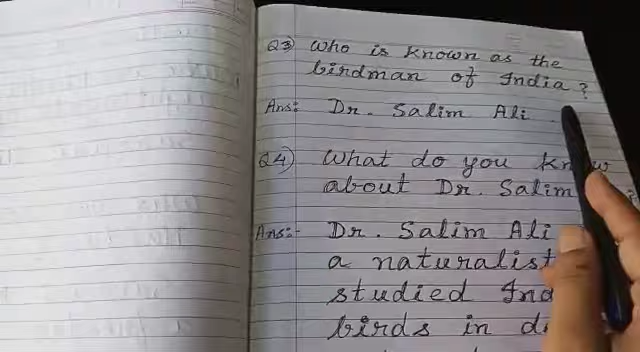 Q3) Who is known as the
birdman of India?
Ans: Dr. Salim Ali.
Q4) What do you know
about Dr. Salim
Ans:- Dr. Salim Ali
a naturalist
studied
birds in